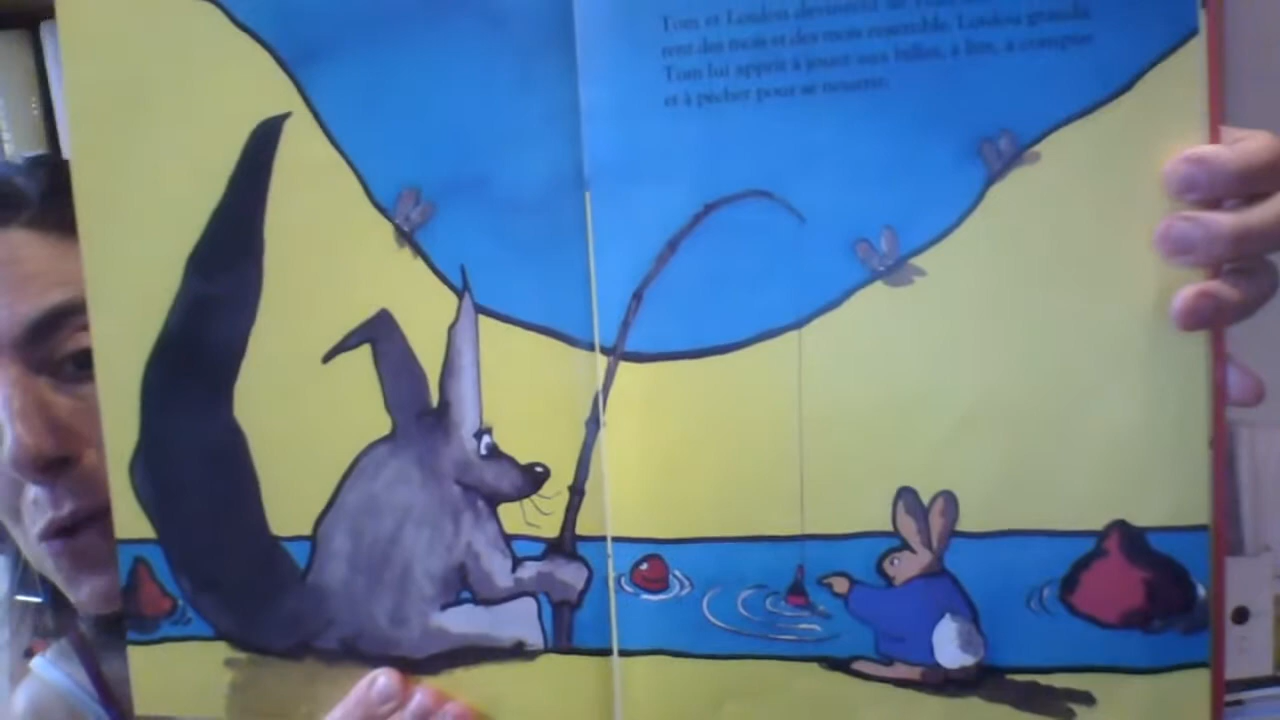 Tom et Loulou devinrent de
rent des mois et des mois ensemble. Loulou grandit.
Tom lui apprit à jouer aux billes, à lire, à compter
et à pêcher pour se nourrir.